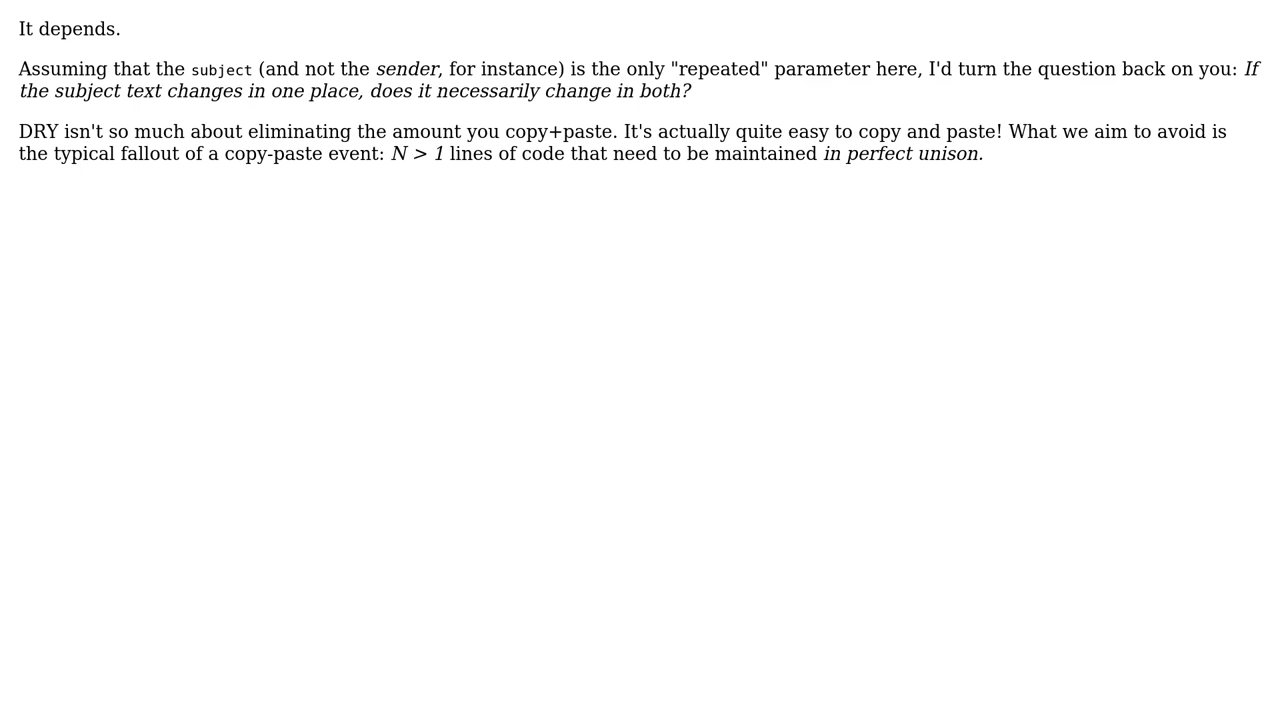 It depends.
Assuming that the subject (and not the sender, for instance) is the only "repeated" parameter here, I'd turn the question back on you: If
the subject text changes in one place, does it necessarily change in both?
DRY isn't so much about eliminating the amount you copy+paste. It's actually quite easy to copy and paste! What we aim to avoid is
the typical fallout of a copy-paste event: N > 1 lines of code that need to be maintained in perfect unison.